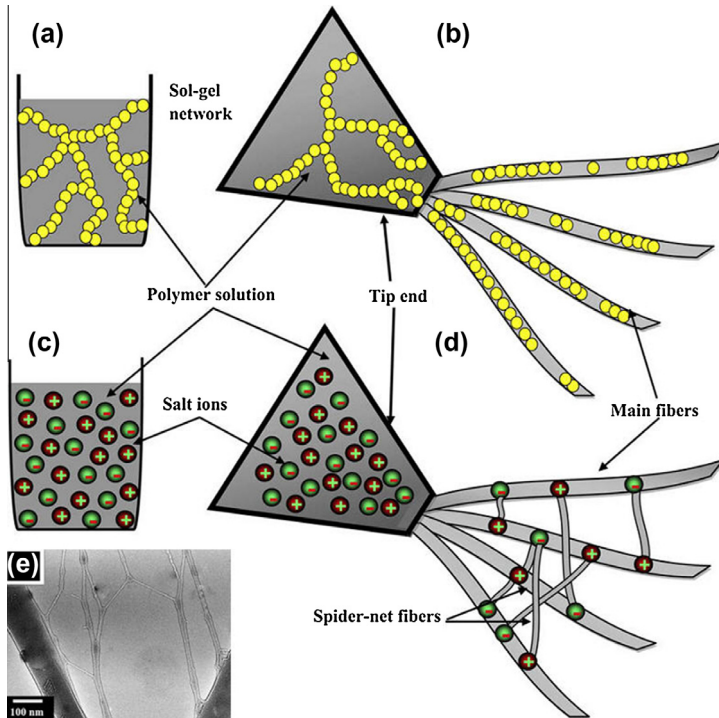 (a)
(b)
Sol-gel
network
Polymer solution
Tip end
(c)
(d)
Salt ions
Main fibers
(e)
Spider-net fibers
100 nm